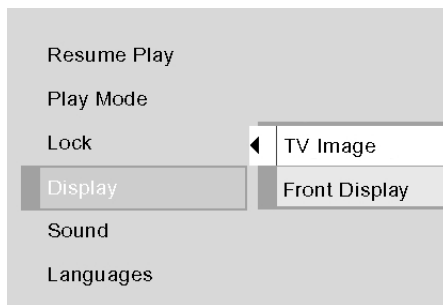 Resume Play
Play Mode
Lock
TV Image
Display
Front Display
Sound
Languages